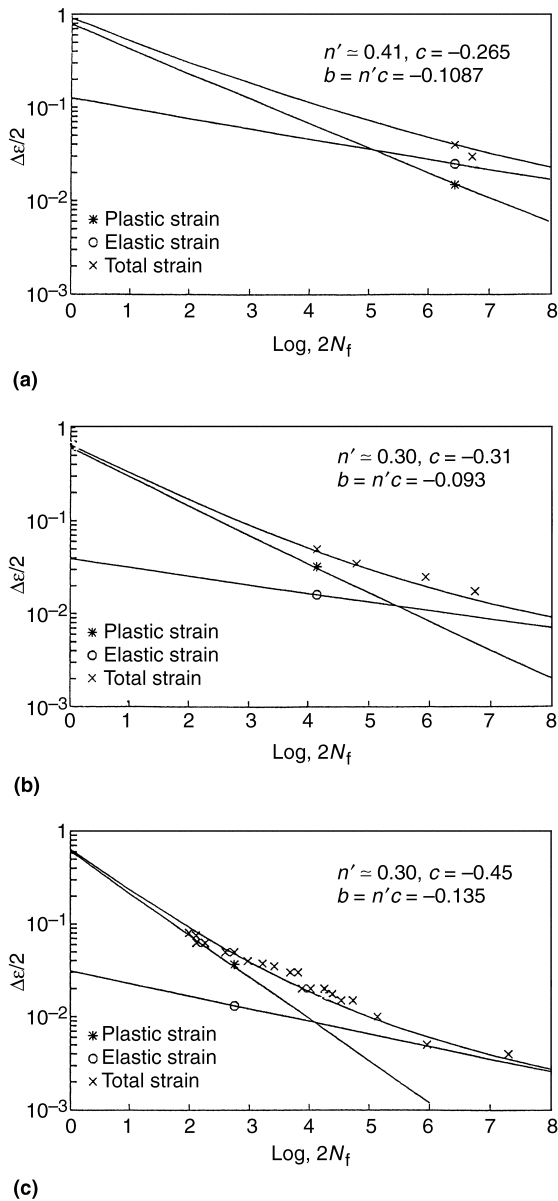 1
n′ ≃ 0.41, c = –0.265
b = n′c = –0.1087
10–1
Δε/2
10–2
Plastic strain
Elastic strain
Total strain
10–3
0 1 2 3 4 5 6 7 8
Log, 2Nf
(a)
1
n′ ≃ 0.30, c = –0.31
b = n′c = –0.093
10–1
Δε/2
10–2
Plastic strain
Elastic strain
Total strain
10–3
0 1 2 3 4 5 6 7 8
Log, 2Nf
(b)
1
n′ ≃ 0.30, c = –0.45
b = n′c = –0.135
10–1
Δε/2
10–2
Plastic strain
Elastic strain
Total strain
10–3
0 1 2 3 4 5 6 7 8
Log, 2Nf
(c)